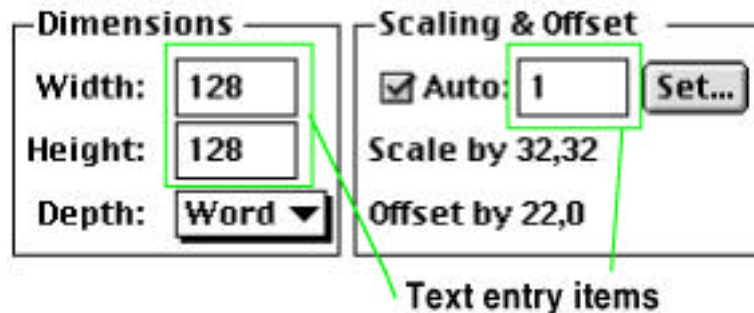 Dimensions
Width: 128
Height: 128
Depth: Word
Scaling & Offset
Auto: 1 Set...
Scale by 32,32
Offset by 22,0
Text entry items